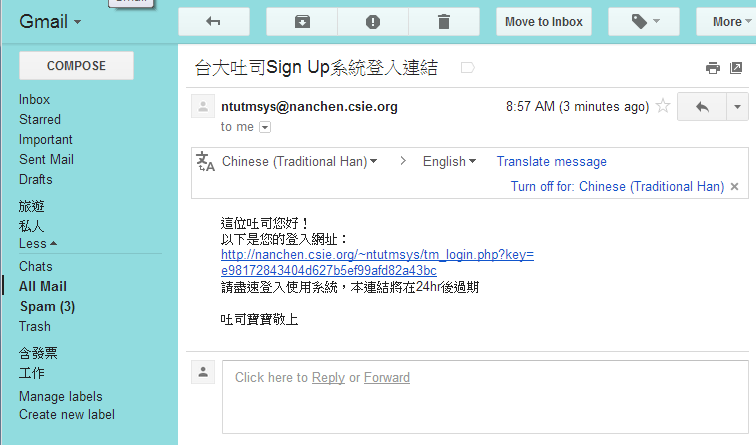 Gmail
Move to Inbox
More
COMPOSE
台大吐司Sign Up系統登入連結
Inbox
Starred
Important
Sent Mail
Drafts
旅遊
私人
Less
Chats
All Mail
Spam (3)
Trash
含發票
工作
Manage labels
Create new label
ntutmsys@nanchen.csie.org
8:57 AM (3 minutes ago)
to me
Chinese (Traditional Han) > English
Translate message
Turn off for: Chinese (Traditional Han) ×
這位吐司您好！
以下是您的登入網址：
http://nanchen.csie.org/~ntutmsys/tm_login.php?key=
e98172843404d627b5ef99afd82a43bc
請盡速登入使用系統，本連結將在24hr後過期
吐司寶寶敬上
Click here to Reply or Forward